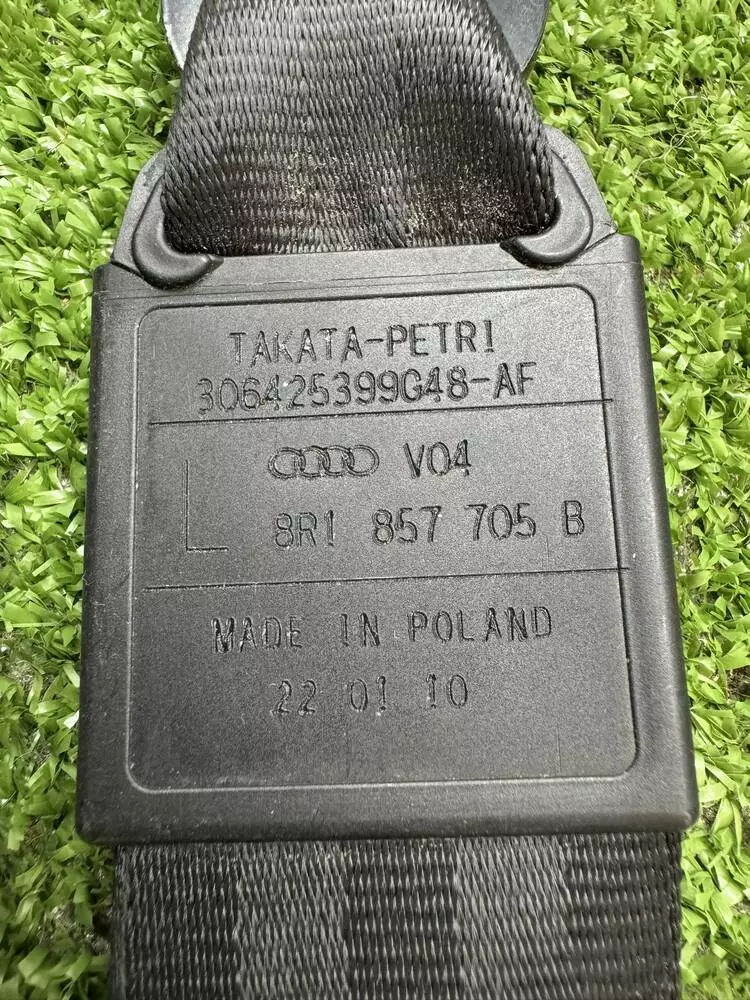 TAKATA-PETRI
306425399G48-AF
V04
L 8R1 857 705 B
MADE IN POLAND
22 01 10